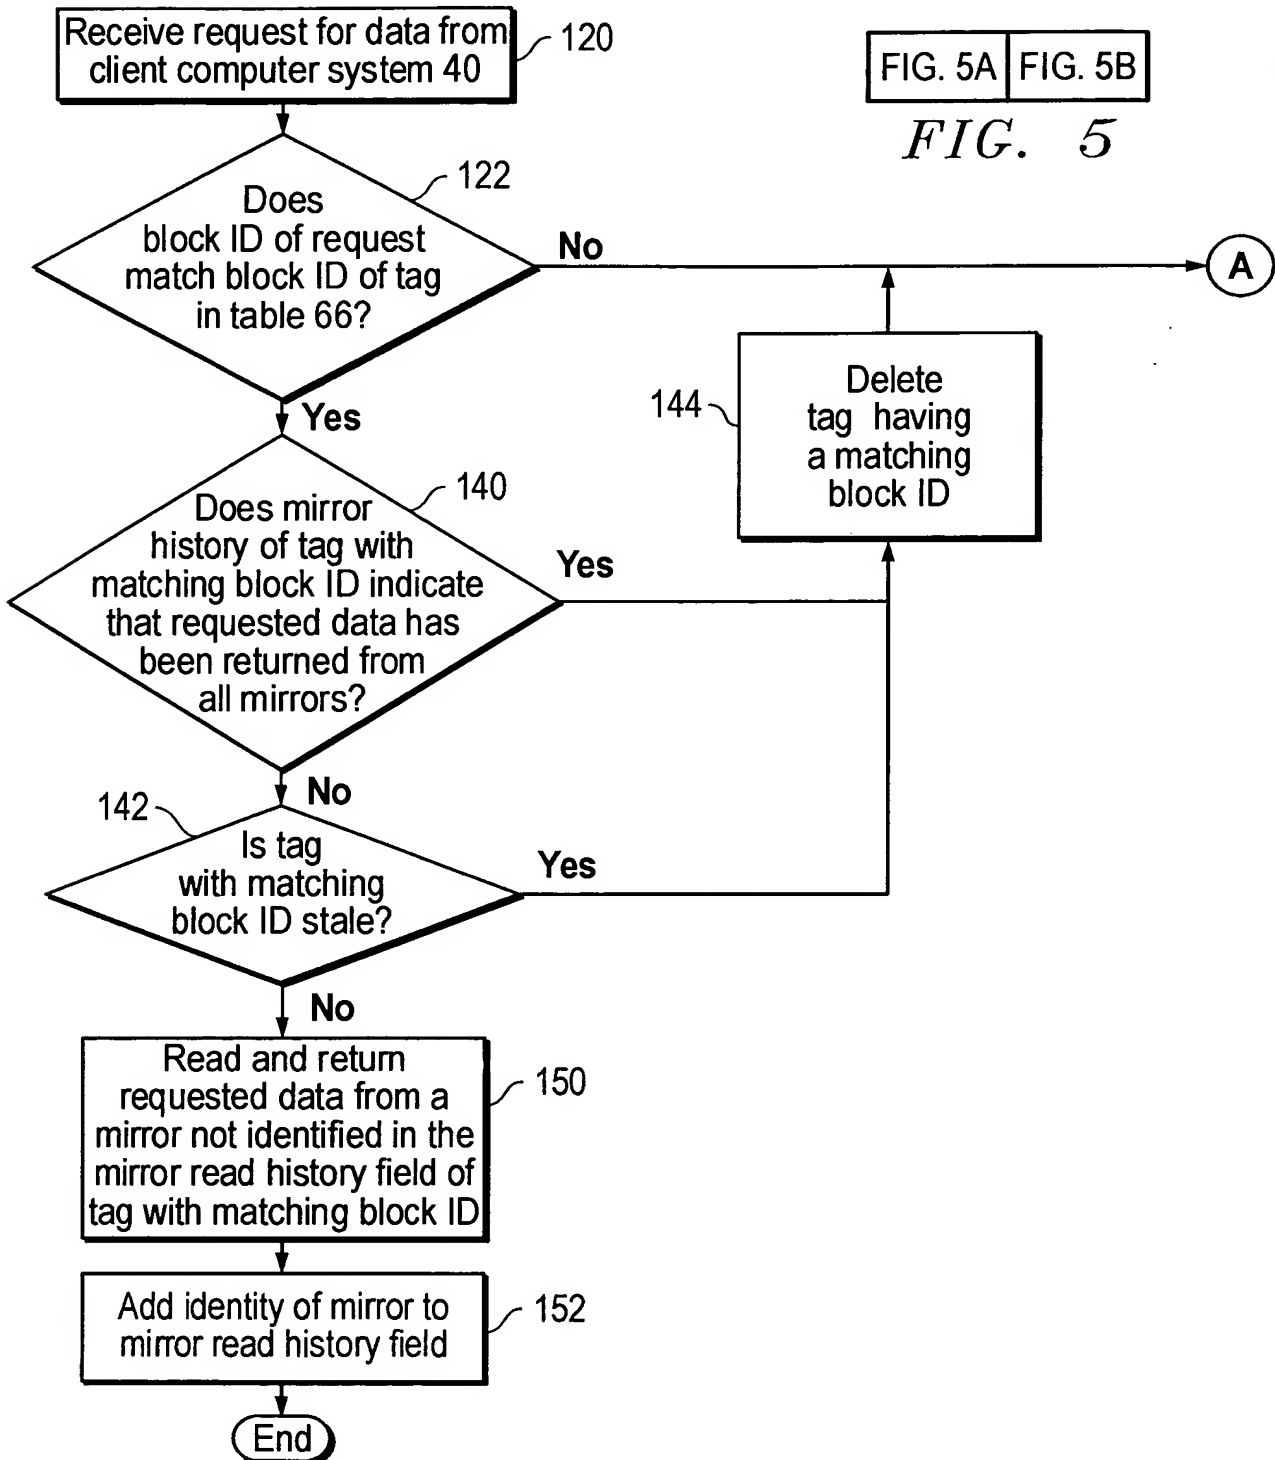 Receive request for data from
client computer system 40
120
FIG. 5A FIG. 5B
FIG. 5
122
Does
block ID of request
match block ID of tag
in table 66?
No
A
Yes
144
Delete
tag having
a matching
block ID
140
Does mirror
history of tag with
matching block ID indicate
that requested data has
been returned from
all mirrors?
Yes
No
142
Is tag
with matching
block ID stale?
Yes
No
Read and return
requested data from a
mirror not identified in the
mirror read history field of
tag with matching block ID
150
Add identity of mirror to
mirror read history field
152
End